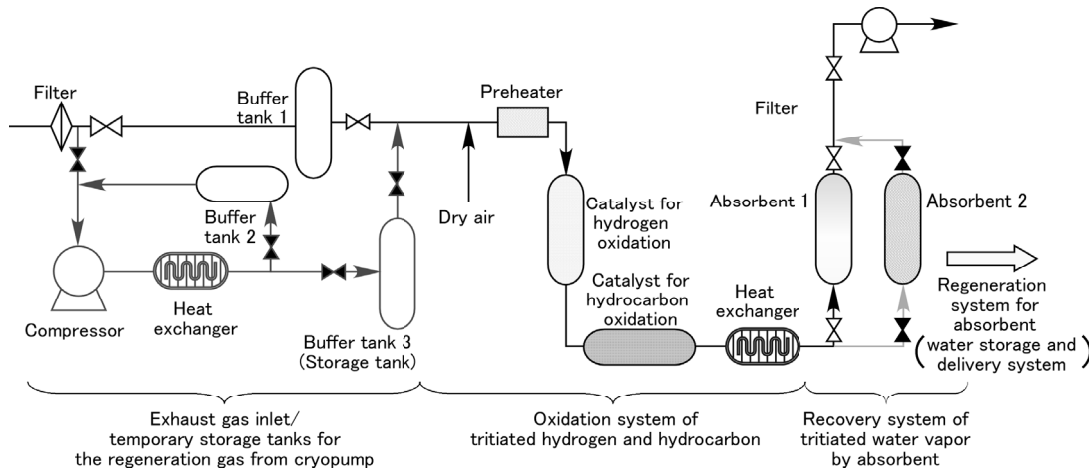 Filter
Buffer
tank 1
Preheater
Filter
Buffer
tank 2
Dry air
Catalyst for
hydrogen
oxidation
Absorbent 1
Absorbent 2
Compressor
Heat
exchanger
Buffer tank 3
(Storage tank)
Catalyst for
hydrocarbon
oxidation
Heat
exchanger
Regeneration
system for
absorbent
(water storage and
delivery system)
Exhaust gas inlet/
temporary storage tanks for
the regeneration gas from cryopump
Oxidation system of
tritiated hydrogen and hydrocarbon
Recovery system of
tritiated water vapor
by absorbent